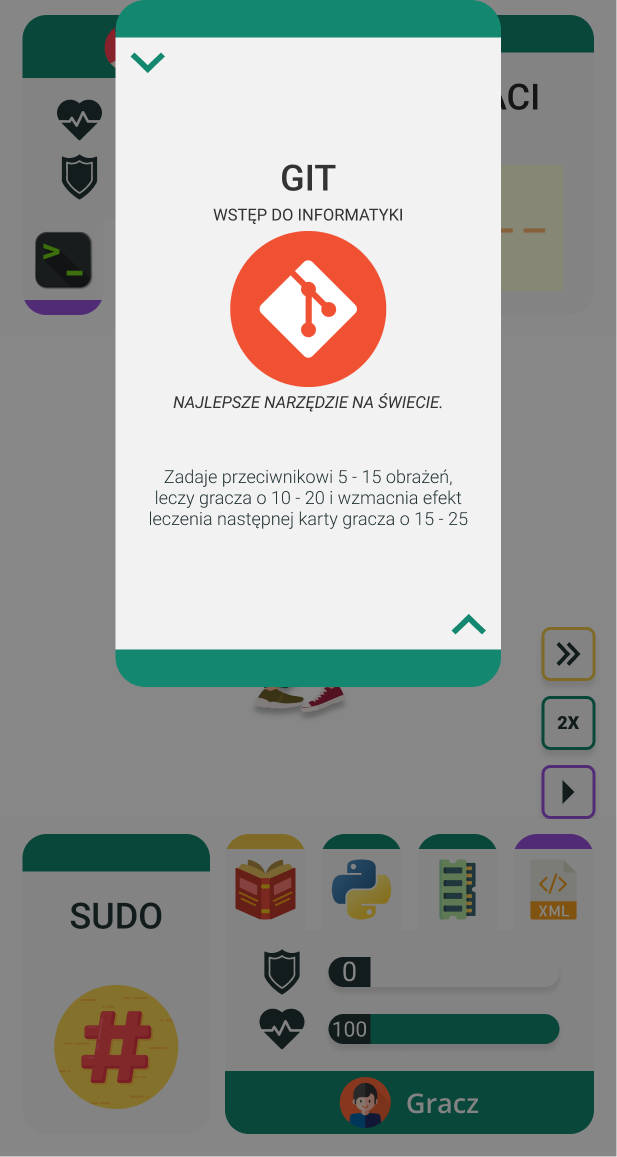 GIT
WSTĘP DO INFORMATYKI
NAJLEPSZE NARZĘDZIE NA ŚWIECIE.
Zadaje przeciwnikowi 5 - 15 obrażeń,
leczy gracza o 10 - 20 i wzmacnia efekt
leczenia następnej karty gracza o 15 - 25
2X
SUDO
XML
0
100
Gracz